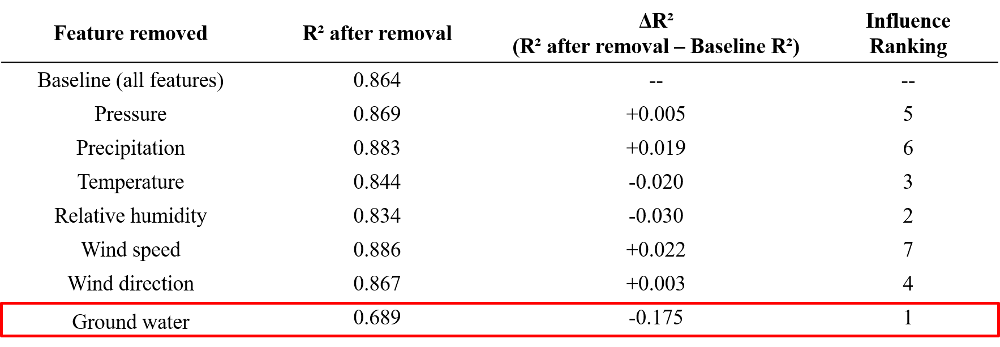 Feature removed R² after removal ΔR² (R² after removal – Baseline R²) Influence Ranking
Baseline (all features) 0.864 -- --
Pressure 0.869 +0.005 5
Precipitation 0.883 +0.019 6
Temperature 0.844 -0.020 3
Relative humidity 0.834 -0.030 2
Wind speed 0.886 +0.022 7
Wind direction 0.867 +0.003 4
Ground water 0.689 -0.175 1